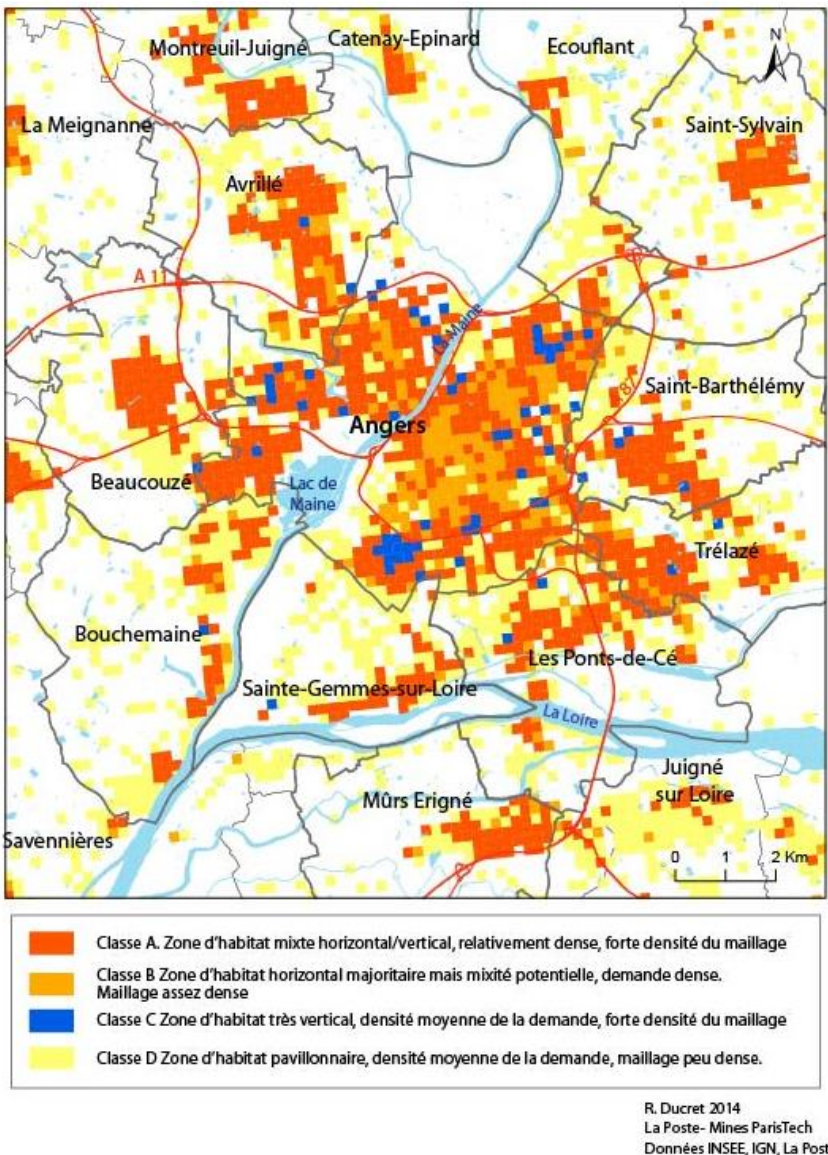 Montreuil-Juigné
Catenay-Epinard
Ecouflant
N
La Meignanne
Saint-Sylvain
Avrillé
A 11
La Maine
87
Saint-Barthélémy
Angers
Beaucouzé
Lac de
Maine
Trélazé
Bouchemaine
Les Ponts-de-Cé
Sainte-Gemmes-sur-Loire
La Loire
Juigné
sur Loire
Mûrs Erigné
Savennières
0 1 2 Km
Classe A. Zone d'habitat mixte horizontal/vertical, relativement dense, forte densité du maillage
Classe B Zone d'habitat horizontal majoritaire mais mixité potentielle, demande dense.
Maillage assez dense
Classe C Zone d'habitat très vertical, densité moyenne de la demande, forte densité du maillage
Classe D Zone d'habitat pavillonnaire, densité moyenne de la demande, maillage peu dense.
R. Ducret 2014
La Poste- Mines ParisTech
Données INSEE, IGN, La Post